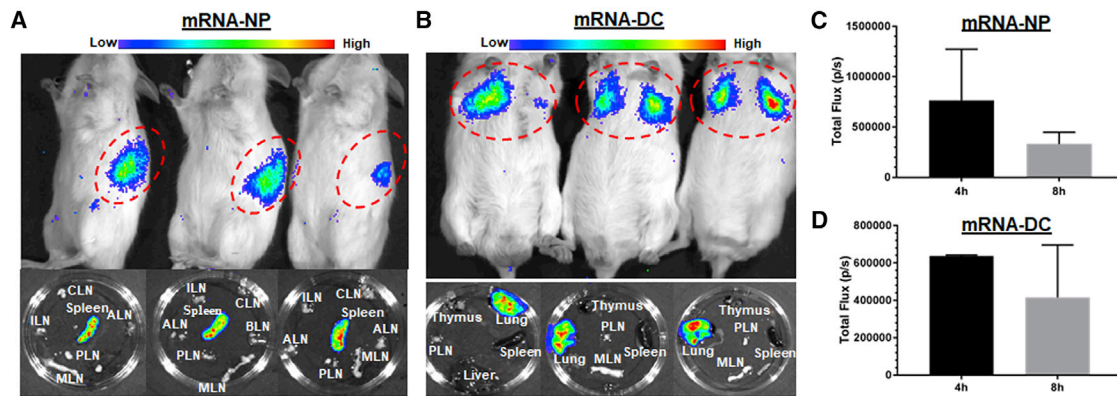 A
mRNA-NP
Low High
CLN
ILN
Spleen
ALN
PLN
MLN
ILN
CLN
Spleen
ALN
BLN
PLN
MLN
CLN
Spleen
ALN
ALN
MLN
PLN
B
mRNA-DC
Low High
Thymus
Lung
PLN
Spleen
Liver
Thymus
PLN
Lung
MLN
Spleen
Thymus
PLN
Lung
MLN
Spleen
C
mRNA-NP
Total Flux (p/s)
1500000
1000000
500000
0
4h 8h
D
mRNA-DC
Total Flux (p/s)
800000
600000
400000
200000
0
4h 8h